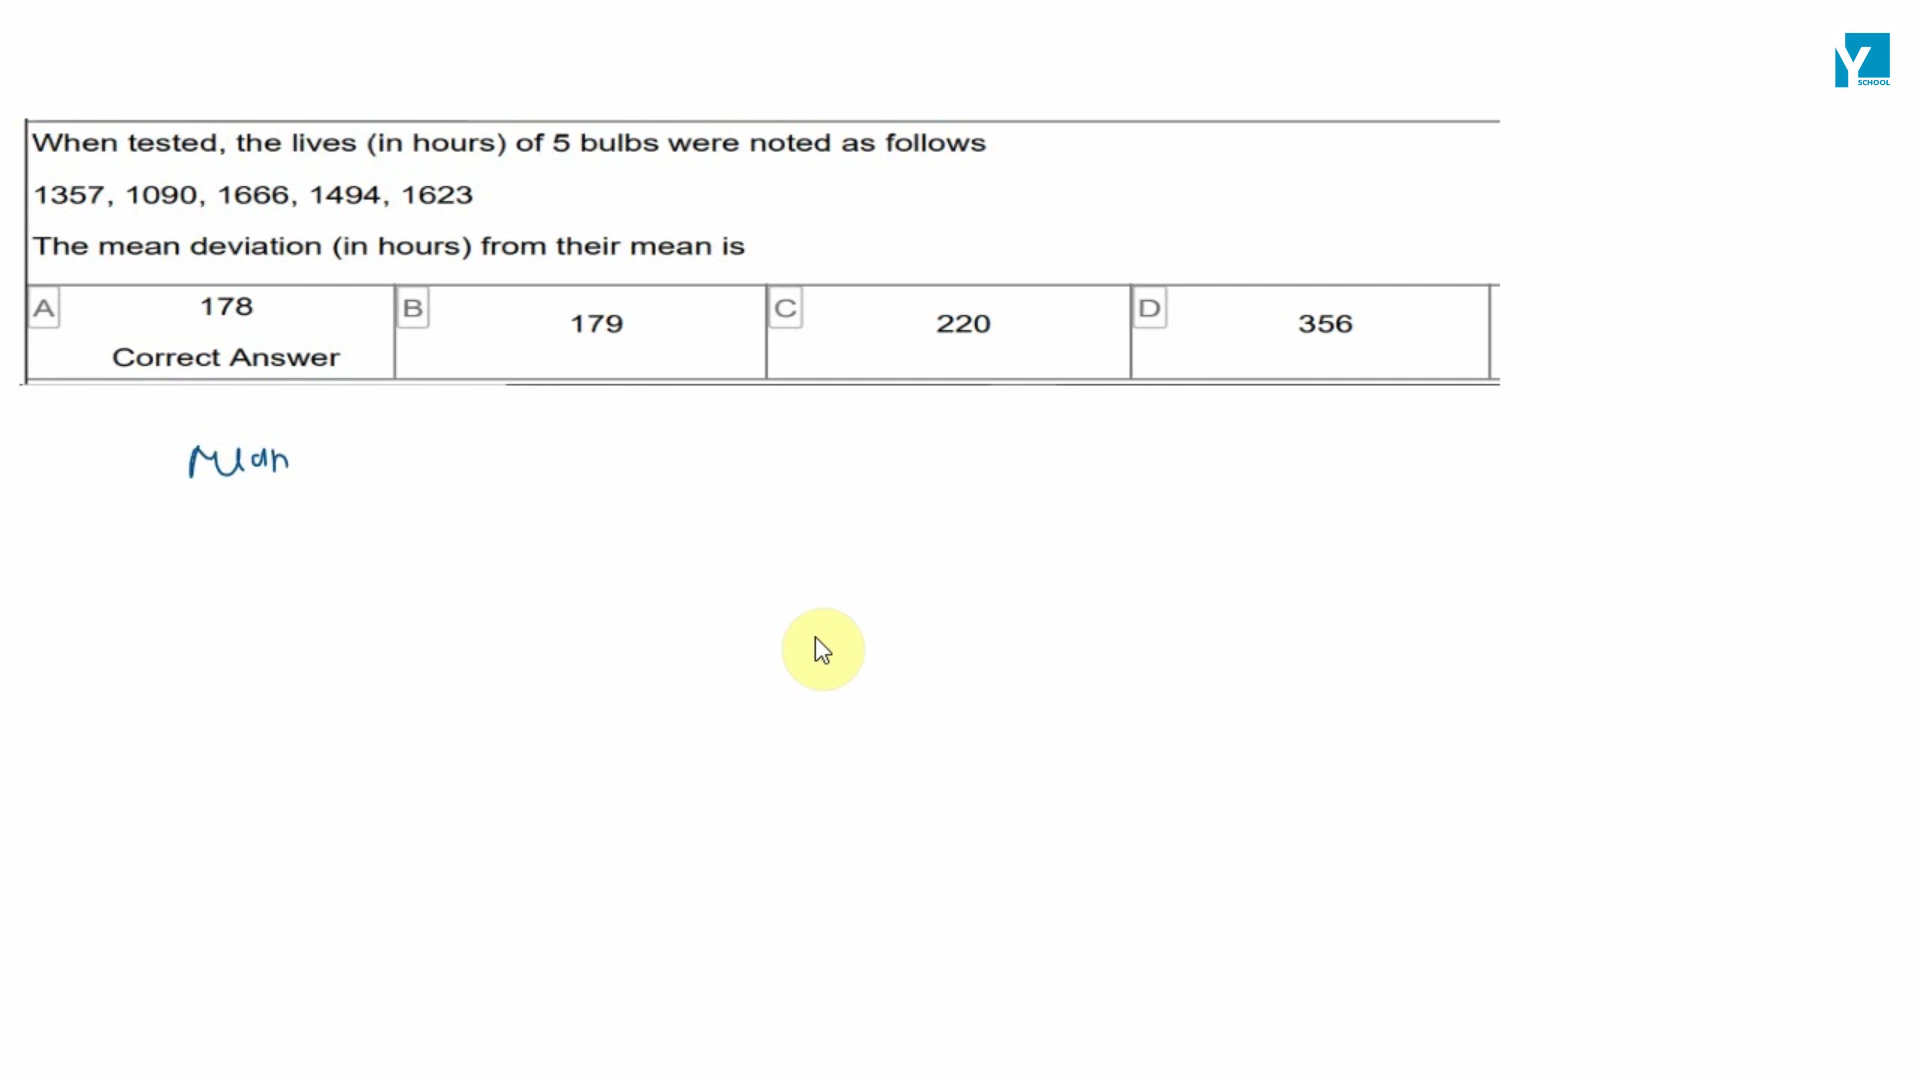 Y
SCHOOL
When tested, the lives (in hours) of 5 bulbs were noted as follows
1357, 1090, 1666, 1494, 1623
The mean deviation (in hours) from their mean is
A 178 B 179 C 220 D 356
Correct Answer
Mean